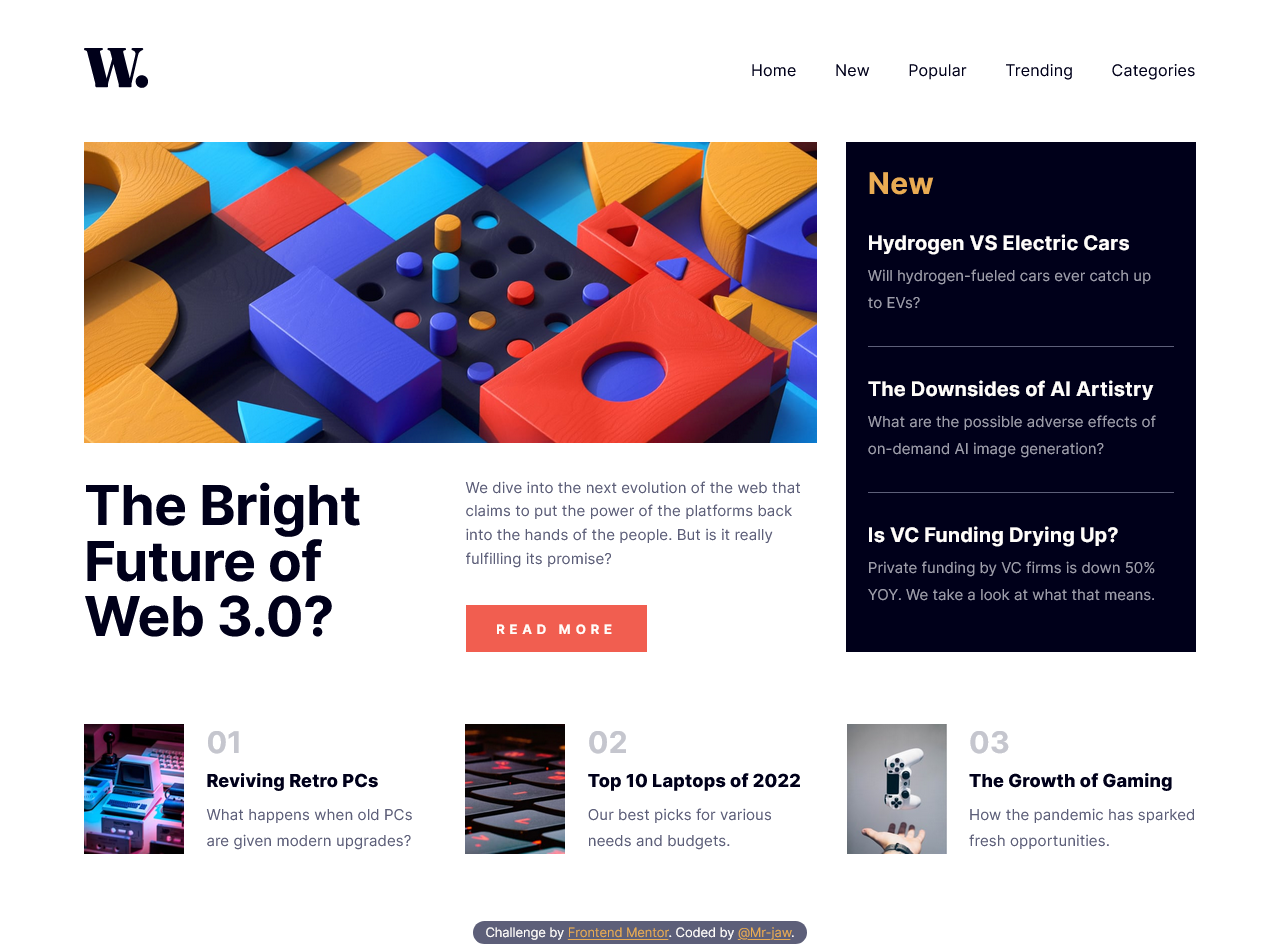 W.
Home New Popular Trending Categories
The Bright
Future of
Web 3.0?
We dive into the next evolution of the web that
claims to put the power of the platforms back
into the hands of the people. But is it really
fulfilling its promise?
READ MORE
New
Hydrogen VS Electric Cars
Will hydrogen-fueled cars ever catch up
to EVs?
The Downsides of AI Artistry
What are the possible adverse effects of
on-demand AI image generation?
Is VC Funding Drying Up?
Private funding by VC firms is down 50%
YOY. We take a look at what that means.
01
Reviving Retro PCs
What happens when old PCs
are given modern upgrades?
02
Top 10 Laptops of 2022
Our best picks for various
needs and budgets.
03
The Growth of Gaming
How the pandemic has sparked
fresh opportunities.
Challenge by Frontend Mentor. Coded by @Mr-jaw.